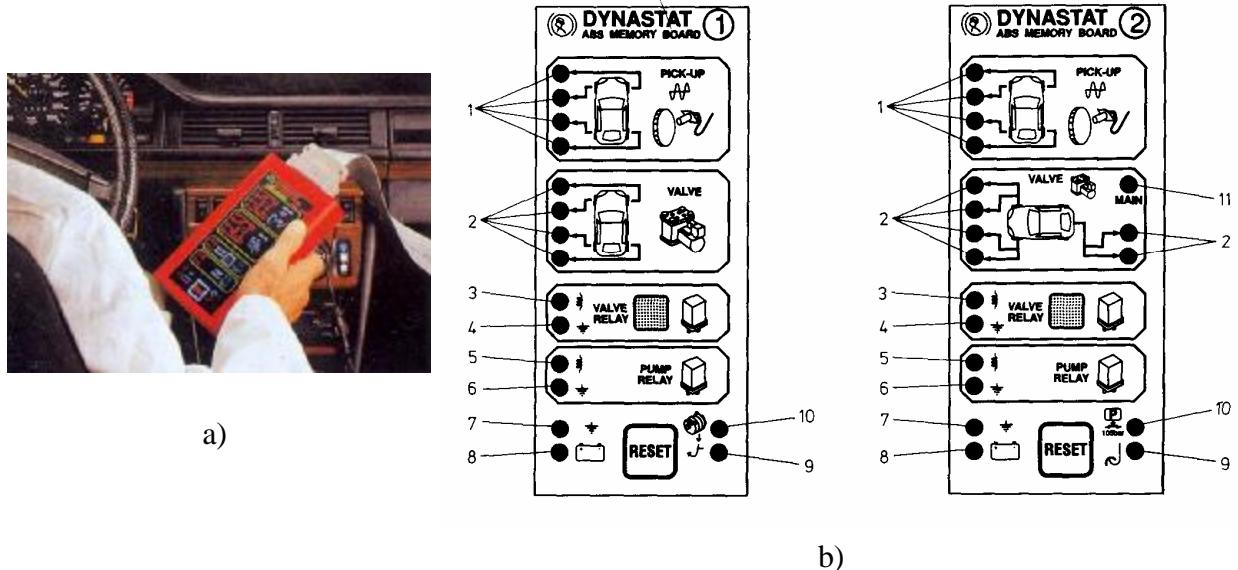 DYNASTAT 1
ABS MEMORY BOARD
PICK-UP
1
VALVE
2
3
4
VALVE
RELAY
5
6
PUMP
RELAY
7
8
RESET
10
9
DYNASTAT 2
ABS MEMORY BOARD
PICK-UP
1
VALVE
MAIN
11
2
2
3
4
VALVE
RELAY
5
6
PUMP
RELAY
7
8
RESET
P
105bar
10
9
a)
b)